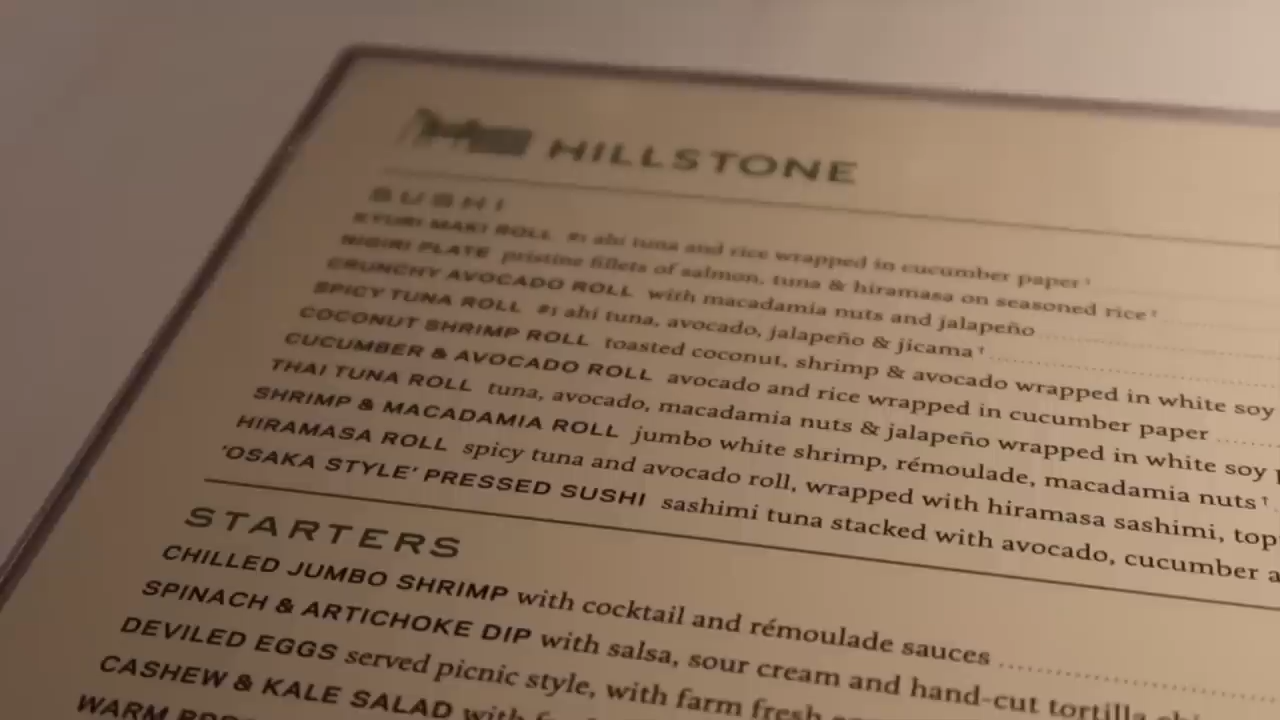 HILLSTONE
SUSHI
KYURI MAKI ROLL #1 ahi tuna and rice wrapped in cucumber paper†
NIGIRI PLATE pristine fillets of salmon, tuna & hiramasa on seasoned rice†
CRUNCHY AVOCADO ROLL with macadamia nuts and jalapeño
SPICY TUNA ROLL #1 ahi tuna, avocado, jalapeño & jicama†
COCONUT SHRIMP ROLL toasted coconut, shrimp & avocado wrapped in white soy
CUCUMBER & AVOCADO ROLL avocado and rice wrapped in cucumber paper
THAI TUNA ROLL tuna, avocado, macadamia nuts & jalapeño wrapped in white soy
SHRIMP & MACADAMIA ROLL jumbo white shrimp, rémoulade, macadamia nuts†
HIRAMASA ROLL spicy tuna and avocado roll, wrapped with hiramasa sashimi,
'OSAKA STYLE' PRESSED SUSHI sashimi tuna stacked with avocado, cucumber
STARTERS
CHILLED JUMBO SHRIMP with cocktail and rémoulade sauces
SPINACH & ARTICHOKE DIP with salsa, sour cream and hand-cut tortilla
DEVILED EGGS served picnic style, with farm fresh
CASHEW & KALE SALAD with
WARM